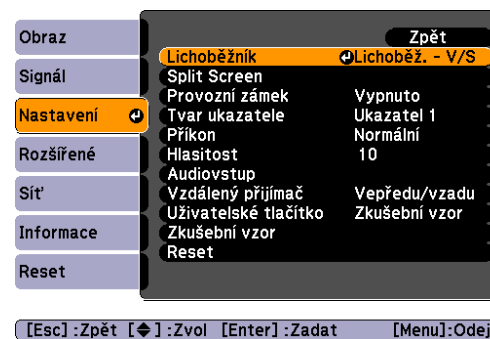 Obraz
Signál
Nastavení
Rozšířené
Síť
Informace
Reset
Zpět
Lichoběžník Lichoběž. - V/S
Split Screen
Provozní zámek Vypnuto
Tvar ukazatele Ukazatel 1
Příkon Normální
Hlasitost 10
Audiovstup
Vzdálený přijímač Vepředu/vzadu
Uživatelské tlačítko Zkušební vzor
Zkušební vzor
Reset
[Esc] :Zpět [◆] :Zvol [Enter] :Zadat [Menu]:Odej